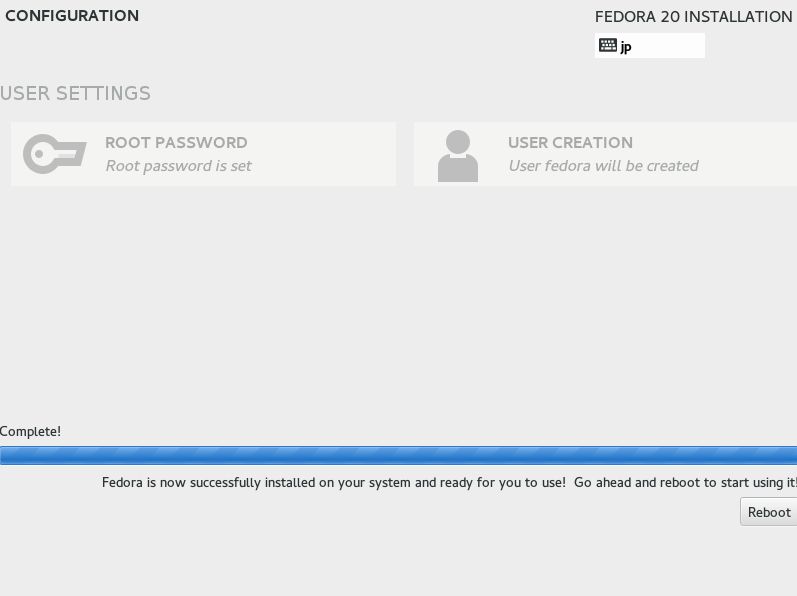 CONFIGURATION
FEDORA 20 INSTALLATION
jp
USER SETTINGS
ROOT PASSWORD
Root password is set
USER CREATION
User fedora will be created
Complete!
Fedora is now successfully installed on your system and ready for you to use!  Go ahead and reboot to start using it!
Reboot